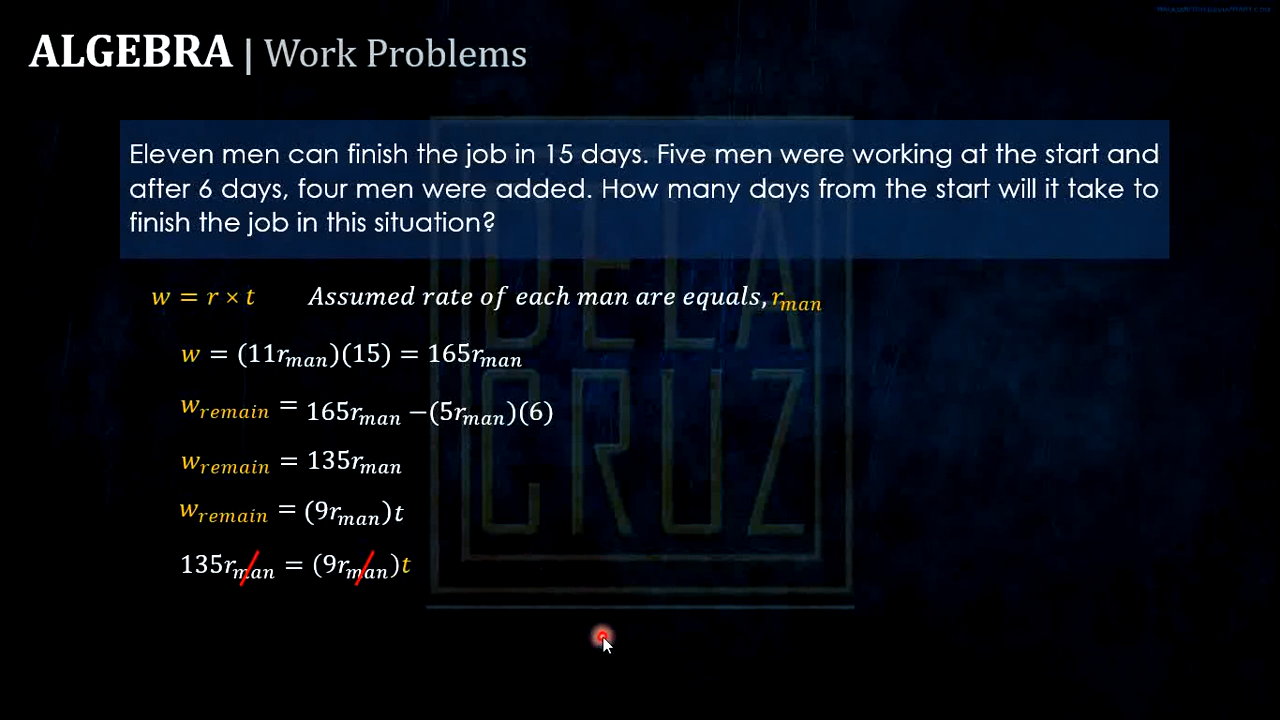 ALGEBRA | Work Problems
Eleven men can finish the job in 15 days. Five men were working at the start and
after 6 days, four men were added. How many days from the start will it take to
finish the job in this situation?
w = r × t Assumed rate of each man are equals, r_man
w = (11r_man)(15) = 165r_man
w_remain = 165r_man −(5r_man)(6)
w_remain = 135r_man
w_remain = (9r_man)t
135r_man = (9r_man)t
DELA
CRUZ